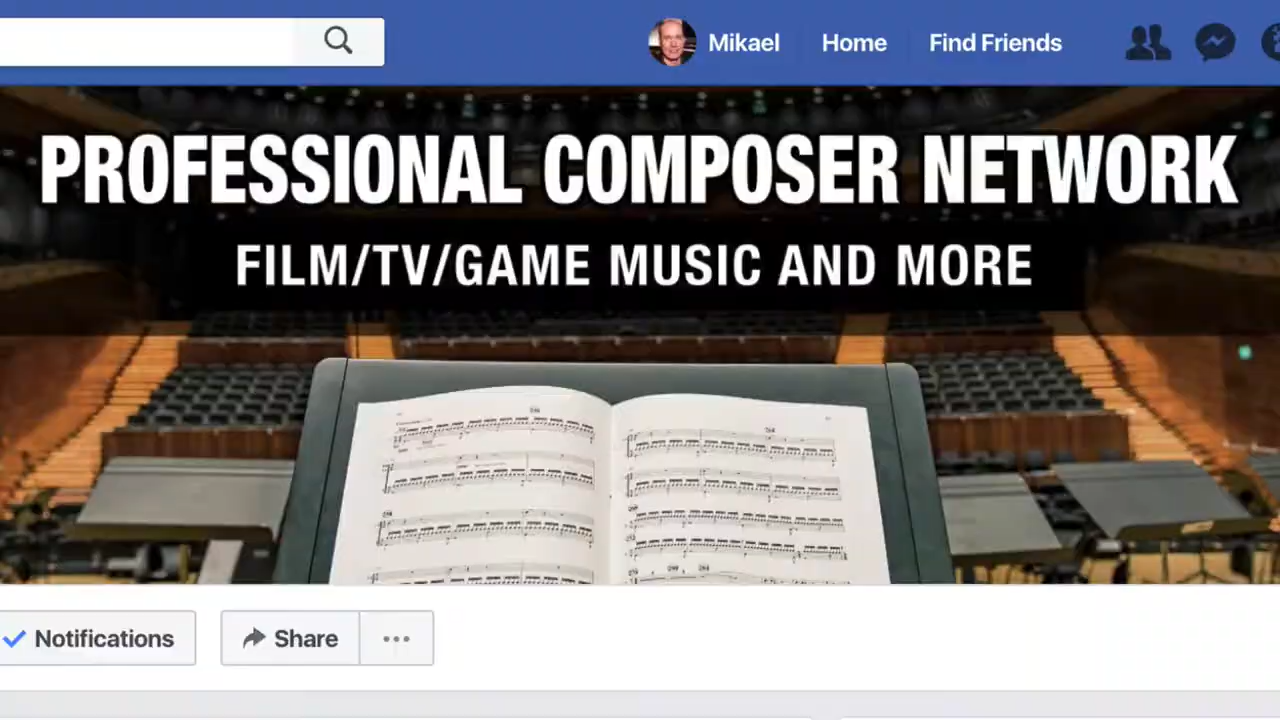 Mikael Home Find Friends
PROFESSIONAL COMPOSER NETWORK
FILM/TV/GAME MUSIC AND MORE
Notifications Share ...